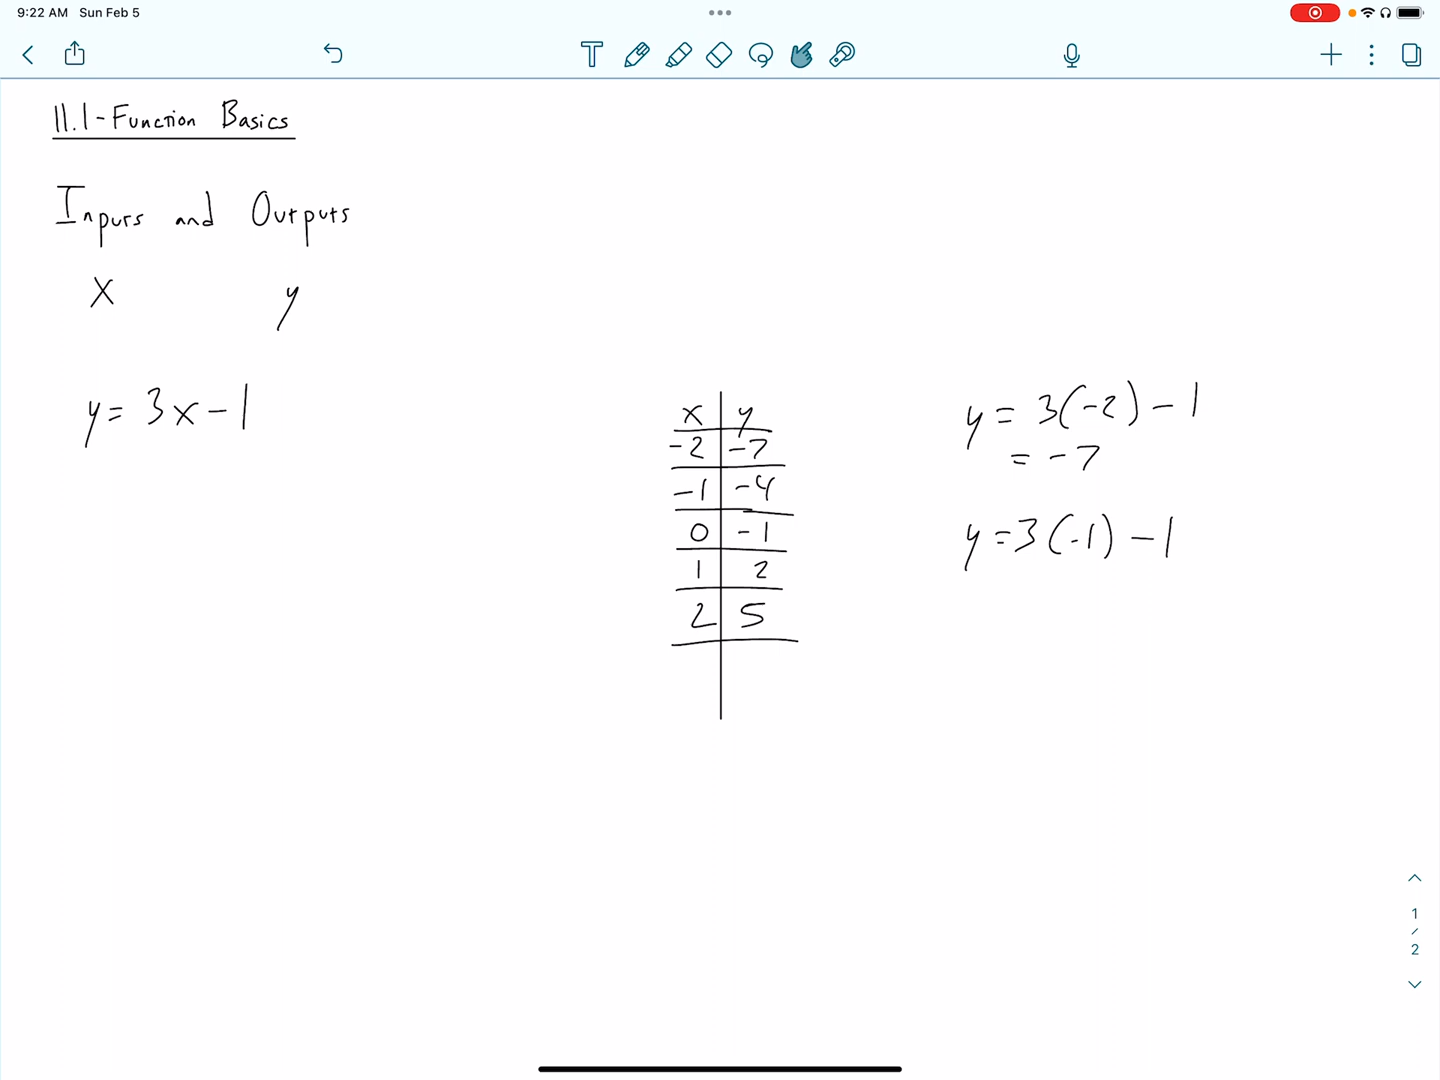 9:22 AM Sun Feb 5
11.1 - Function Basics
Inputs and Outputs
x y
y = 3x - 1
x y
-2 -7
-1 -4
0 -1
1 2
2 5
y = 3(-2) - 1
= -7
y = 3(-1) - 1
1
/
2